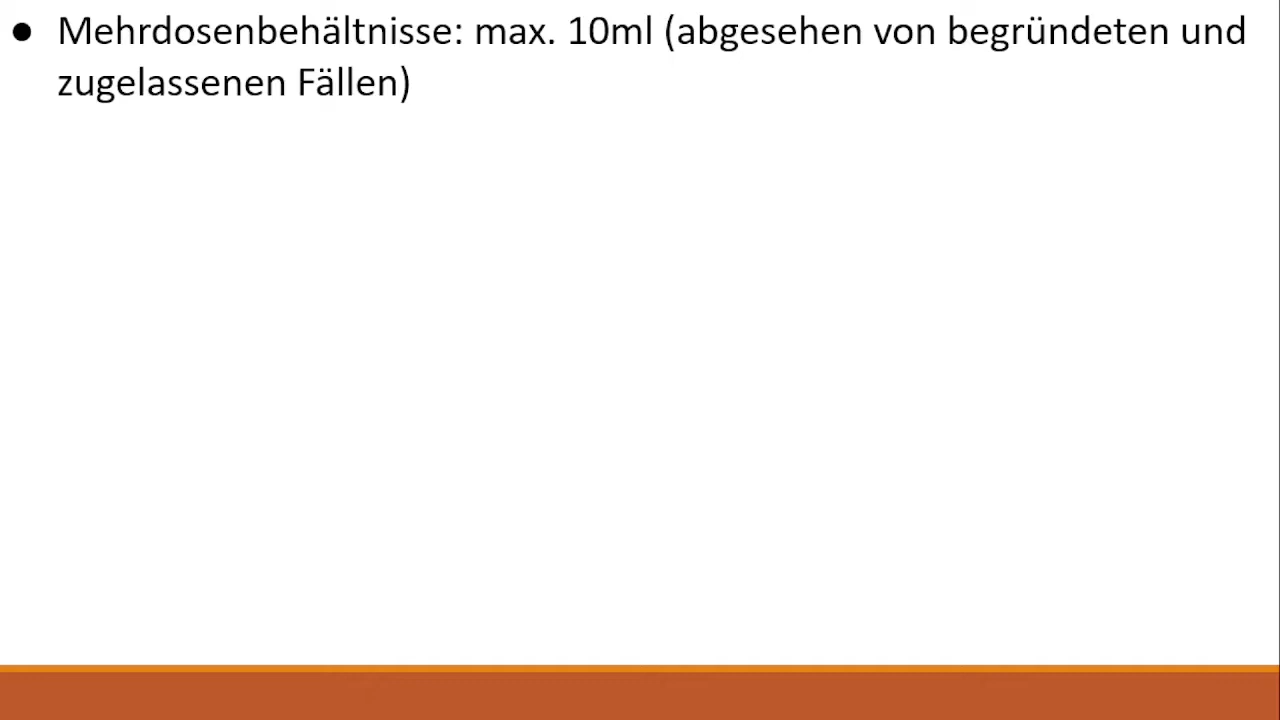 ● Mehrdosenbehältnisse: max. 10ml (abgesehen von begründeten und
zugelassenen Fällen)